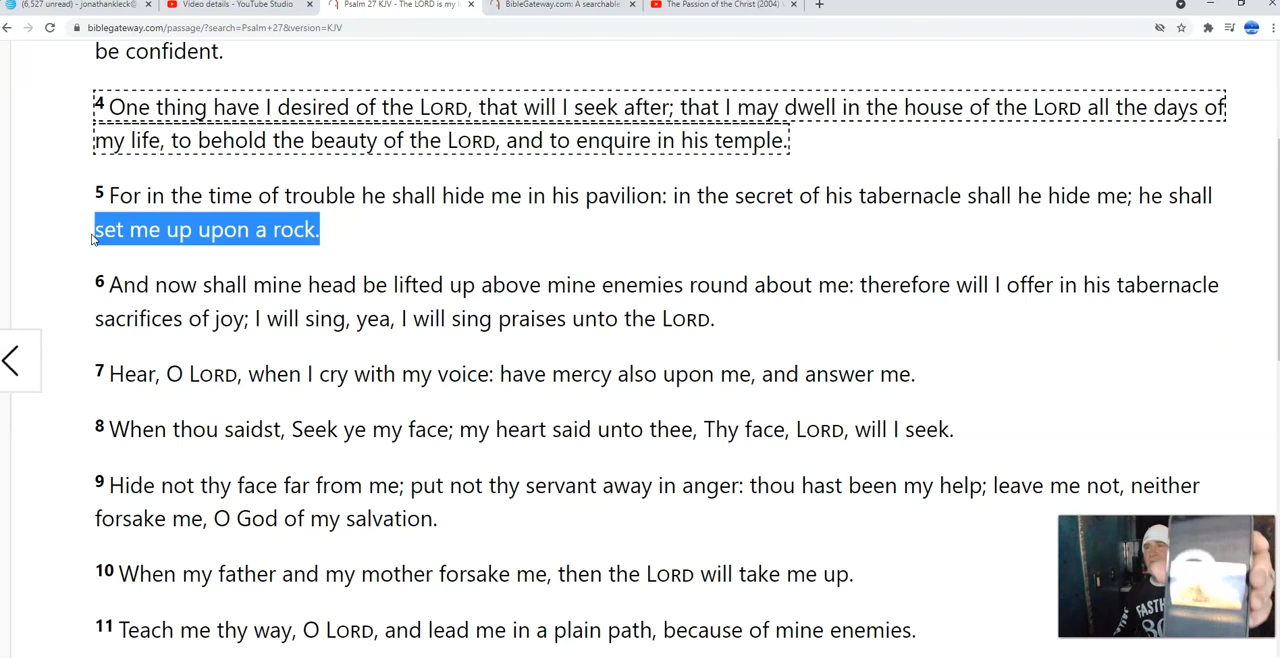 (6,527 unread) - jonathankleck@
Video details - YouTube Studio
Psalm 27 KJV - The LORD is my l
BibleGateway.com: A searchable
The Passion of the Christ (2004)
biblegateway.com/passage/?search=Psalm+27&version=KJV
be confident.
4 One thing have I desired of the LORD, that will I seek after; that I may dwell in the house of the LORD all the days of
my life, to behold the beauty of the LORD, and to enquire in his temple.
5 For in the time of trouble he shall hide me in his pavilion: in the secret of his tabernacle shall he hide me; he shall
set me up upon a rock.
6 And now shall mine head be lifted up above mine enemies round about me: therefore will I offer in his tabernacle
sacrifices of joy; I will sing, yea, I will sing praises unto the LORD.
7 Hear, O LORD, when I cry with my voice: have mercy also upon me, and answer me.
8 When thou saidst, Seek ye my face; my heart said unto thee, Thy face, LORD, will I seek.
9 Hide not thy face far from me; put not thy servant away in anger: thou hast been my help; leave me not, neither
forsake me, O God of my salvation.
10 When my father and my mother forsake me, then the LORD will take me up.
11 Teach me thy way, O LORD, and lead me in a plain path, because of mine enemies.